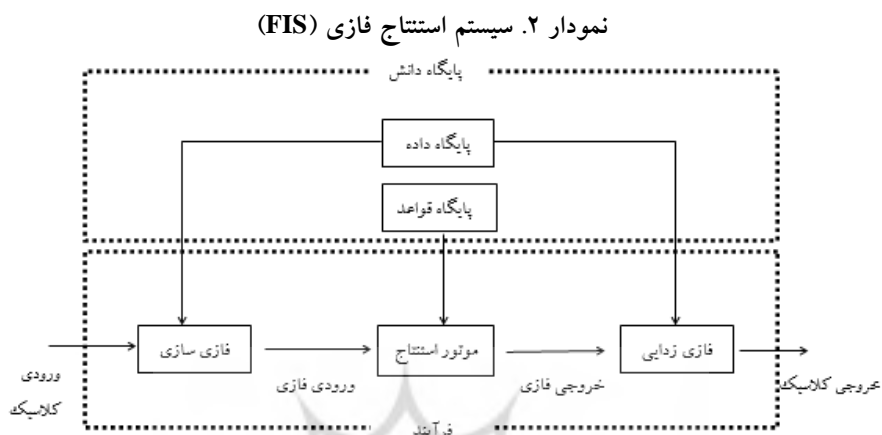 نمودار ۲. سیستم استنتاج فازی (FIS)
پایگاه دانش
پایگاه داده
پایگاه قواعد
فازی سازی
موتور استنتاج
فازی زدایی
ورودی
کلاسیک
ورودی فازی
خروجی فازی
خروجی کلاسیک
فرآیند